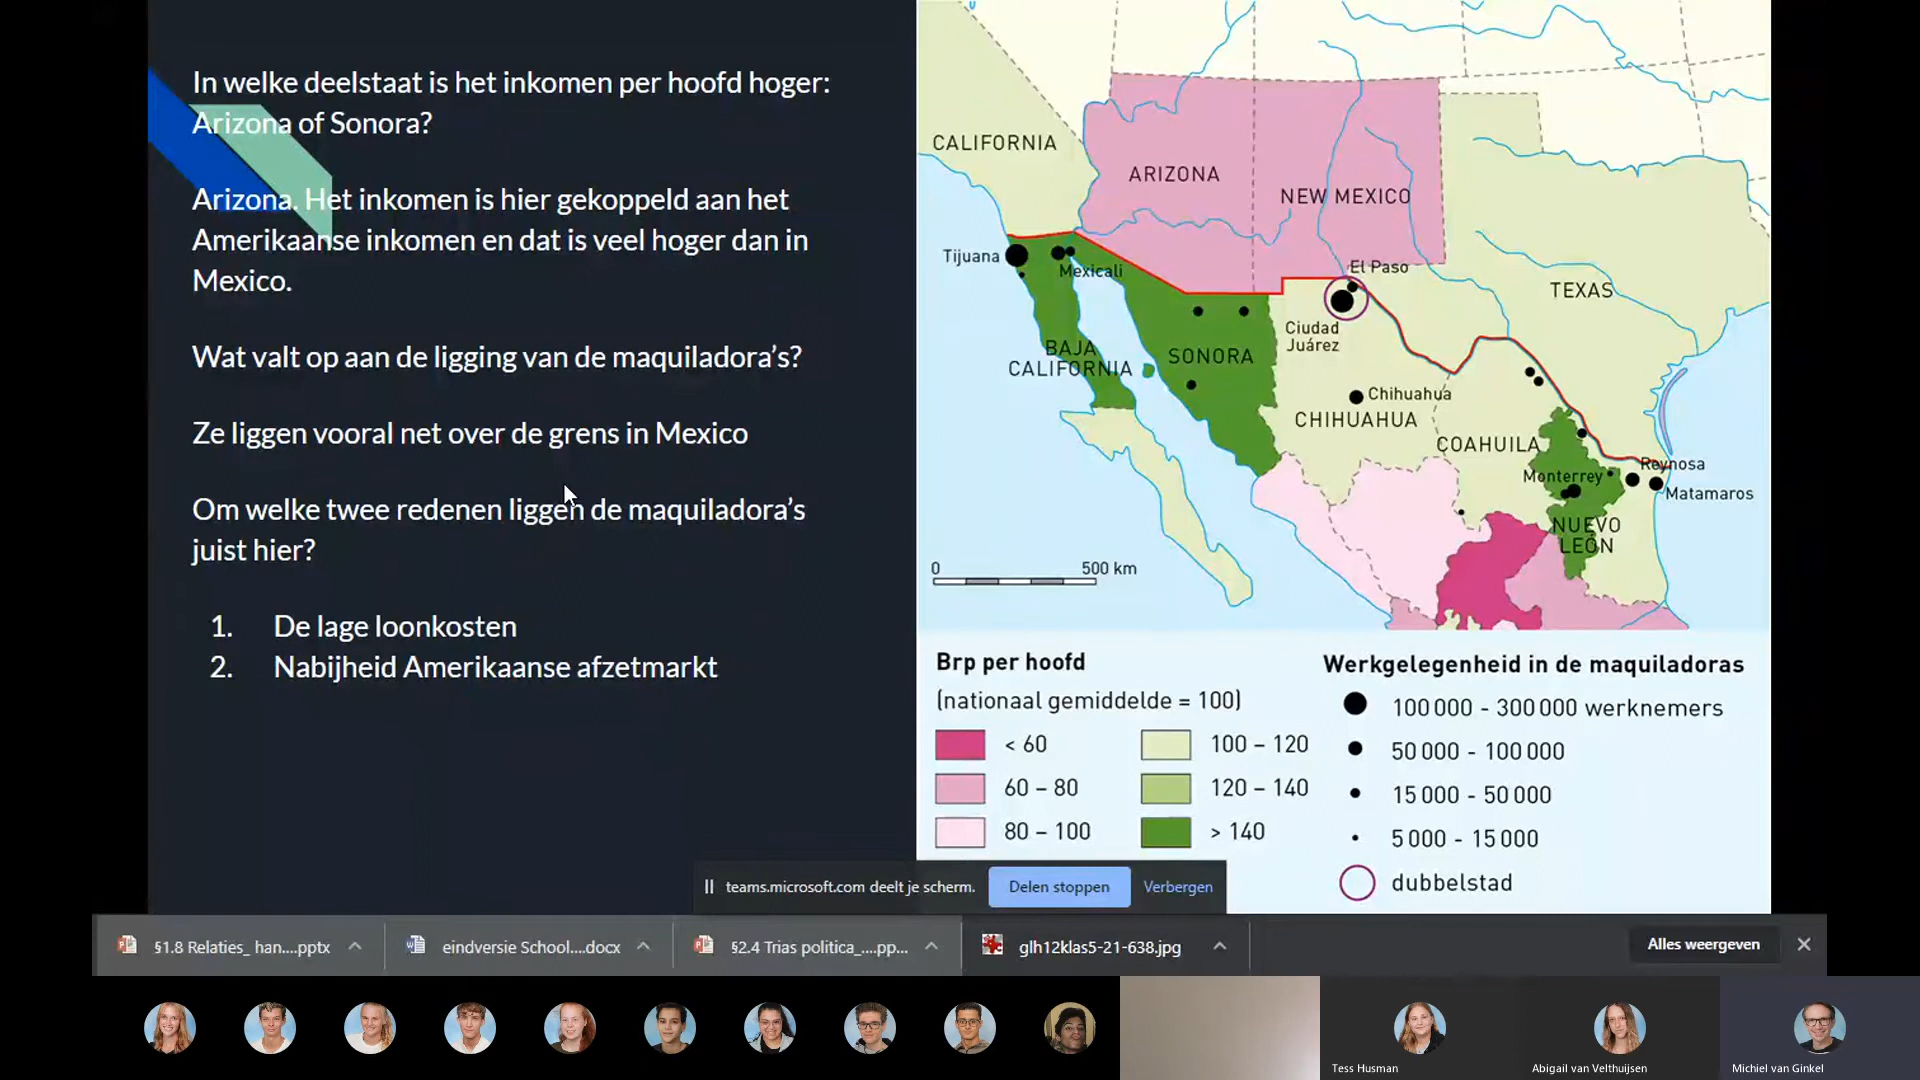 In welke deelstaat is het inkomen per hoofd hoger:
Arizona of Sonora?
Arizona. Het inkomen is hier gekoppeld aan het
Amerikaanse inkomen en dat is veel hoger dan in
Mexico.
Wat valt op aan de ligging van de maquiladora's?
Ze liggen vooral net over de grens in Mexico
Om welke twee redenen liggen de maquiladora's
juist hier?
1. De lage loonkosten
2. Nabijheid Amerikaanse afzetmarkt
CALIFORNIA
ARIZONA
NEW MEXICO
Tijuana
Mexicali
El Paso
TEXAS
Ciudad
Juárez
BAJA
CALIFORNIA
SONORA
Chihuahua
CHIHUAHUA
COAHUILA
Monterrey
Reynosa
Matamaros
NUEVO
LEÓN
0 500 km
Brp per hoofd
(nationaal gemiddelde = 100)
< 60
60 – 80
80 – 100
100 – 120
120 – 140
> 140
Werkgelegenheid in de maquiladoras
100 000 - 300 000 werknemers
50 000 - 100 000
15 000 - 50 000
5 000 - 15 000
dubbelstad
teams.microsoft.com deelt je scherm.
Delen stoppen
Verbergen
§1.8 Relaties_ han....pptx
eindversie School....docx
§2.4 Trias politica_....pp...
glh12klas5-21-638.jpg
Alles weergeven
Tess Husman
Abigail van Velthuijsen
Michiel van Ginkel